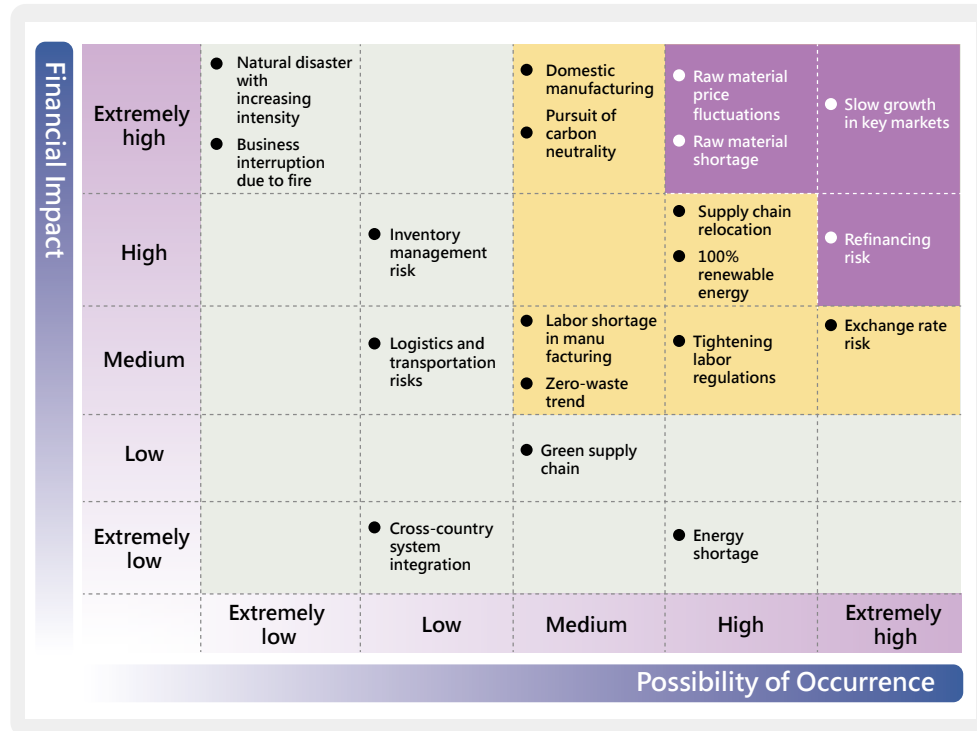 Financial Impact
Extremely
high
Natural disaster
with
increasing
intensity
Business
interruption
due to fire
Domestic
manufacturing
Pursuit of
carbon
neutrality
Raw material
price
fluctuations
Raw material
shortage
Slow growth
in key markets
High
Inventory
management
risk
Supply chain
relocation
100%
renewable
energy
Refinancing
risk
Medium
Logistics and
transportation
risks
Labor shortage
in manu
facturing
Zero-waste
trend
Tightening
labor
regulations
Exchange rate
risk
Low
Green supply
chain
Extremely
low
Cross-country
system
integration
Energy
shortage
Extremely
low
Low
Medium
High
Extremely
high
Possibility of Occurrence